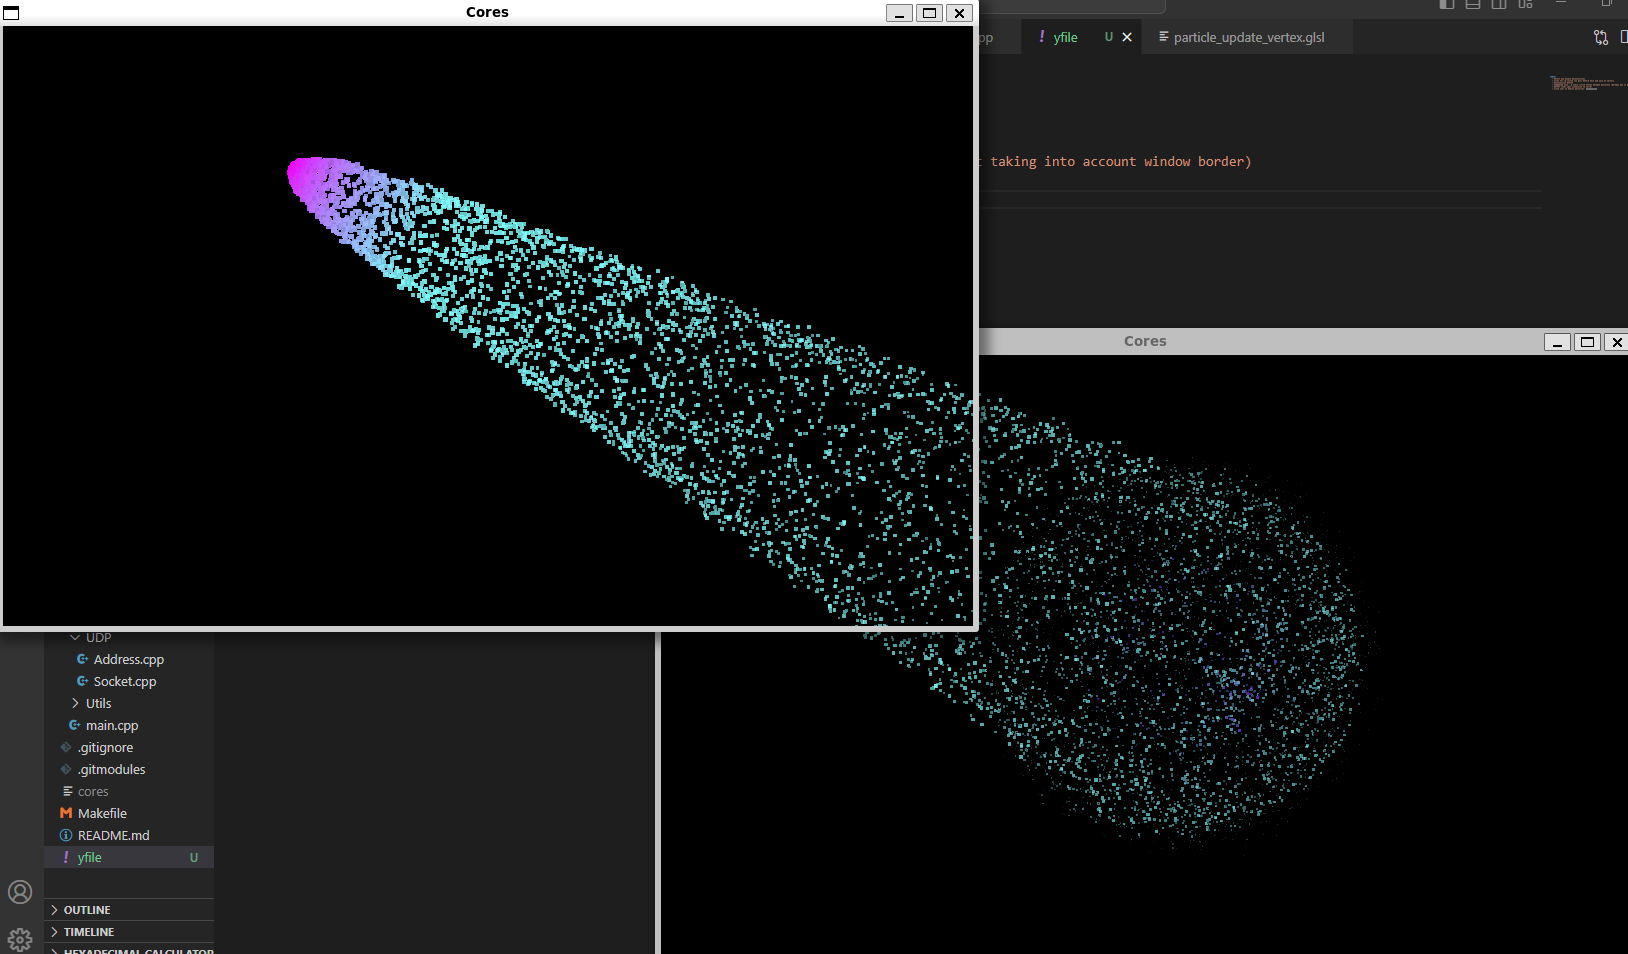 Cores
pp
! yfile U
particle_update_vertex.glsl
taking into account window border)
Cores
UDP
Address.cpp
Socket.cpp
Utils
main.cpp
.gitignore
.gitmodules
cores
Makefile
README.md
! yfile U
OUTLINE
TIMELINE
HEXADECIMAL CALCULATOR